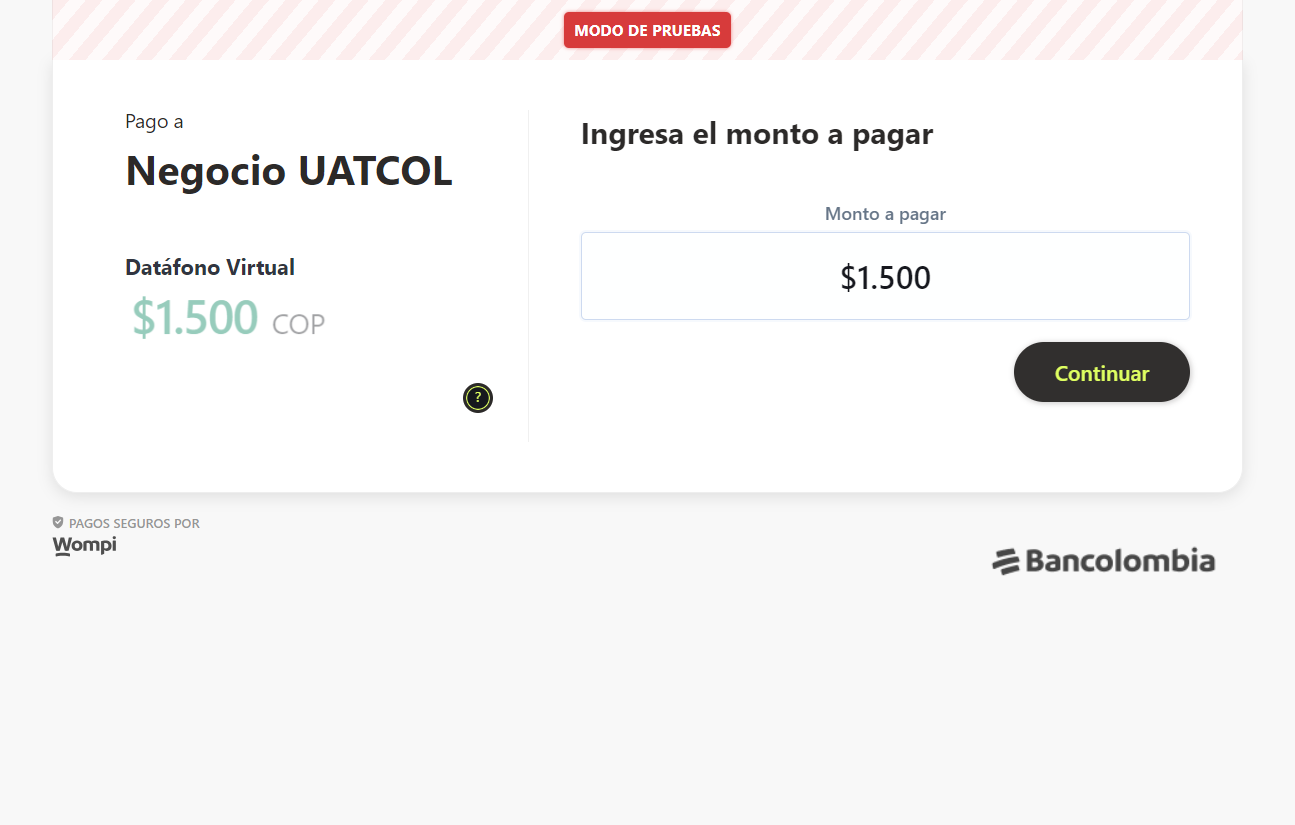 MODO DE PRUEBAS
Pago a
Negocio UATCOL
Datáfono Virtual
$1.500 COP
?
Ingresa el monto a pagar
Monto a pagar
$1.500
Continuar
PAGOS SEGUROS POR
Wompi
Bancolombia